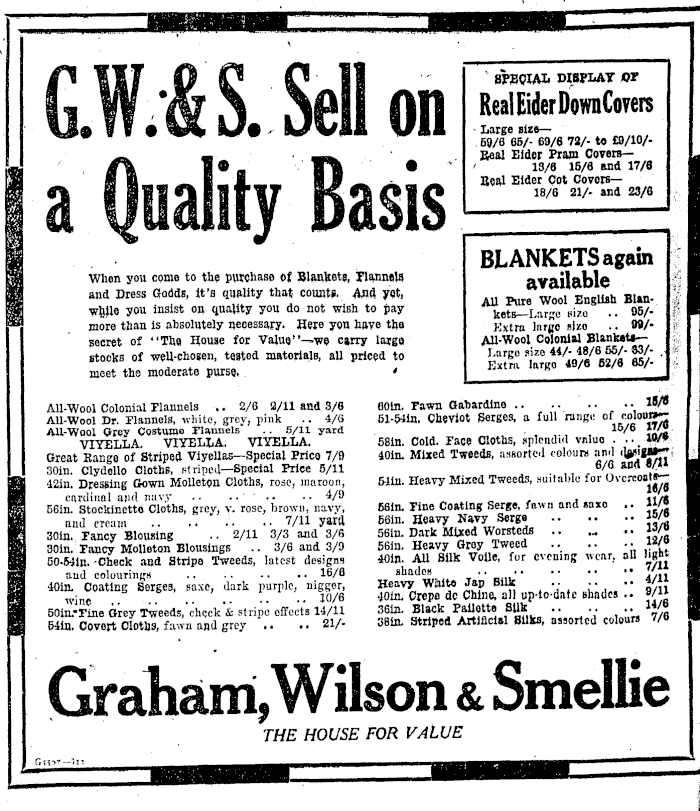 G.W. & S. Sell on
a Quality Basis
When you come to the purchase of Blankets, Flannels
and Dress Goods, it's quality that counts. And yet,
while you insist on quality you do not wish to pay
more than is absolutely necessary. Here you have the
secret of "The House for Value"—we carry large
stocks of well-chosen, tested materials, all priced to
meet the moderate purse.
SPECIAL DISPLAY OF
Real Eider Down Covers
Large size—
59/6 65/- 69/6 72/- to £9/10/-
Real Eider Pram Covers—
13/6 15/6 and 17/6
Real Eider Cot Covers—
18/6 21/- and 23/6
BLANKETS again
available
All Pure Wool English Blan-
kets—Large size .. 95/-
Extra large size .. 99/-
All-Wool Colonial Blankets—
Large size 44/- 48/6 55/- 63/-
Extra large 49/6 52/6 65/-
All-Wool Colonial Flannels .. 2/6 2/11 and 3/6
All-Wool Dr. Flannels, white, grey, pink .. 4/6
All-Wool Grey Costume Flannels .. 5/11 yard
VIYELLA. VIYELLA. VIYELLA.
Great Range of Striped Viyellas—Special Price 7/9
30in. Clydello Cloths, striped—Special Price 5/11
42in. Dressing Gown Molleton Cloths, rose, maroon,
cardinal and navy .. .. .. .. 4/9
56in. Stockinette Cloths, grey, v. rose, brown, navy,
and cream .. .. .. .. 7/11 yard
30in. Fancy Blousing .. 2/11 3/3 and 3/6
30in. Fancy Molleton Blousings .. 3/6 and 3/9
50-54in. Check and Stripe Tweeds, latest designs
and colourings .. .. .. .. 16/6
40in. Coating Serges, saxe, dark purple, nigger,
wine .. .. .. .. .. .. 10/6
50in. Fine Grey Tweeds, check & stripe effects 14/11
54in. Covert Cloths, fawn and grey .. .. 21/-
60in. Fawn Gabardine .. .. .. .. 15/6
51-54in. Cheviot Serges, a full range of colours—
15/6 17/6
58in. Cold. Face Cloths, splendid value . .. 10/6
40in. Mixed Tweeds, assorted colours and designs—
6/6 and 8/11
54in. Heavy Mixed Tweeds, suitable for Overcoats—
16/6
56in. Fine Coating Serge, fawn and saxe .. 11/6
56in. Heavy Navy Serge .. .. .. 15/6
56in. Dark Mixed Worsteds .. .. .. 13/6
56in. Heavy Grey Tweed .. .. .. 12/6
40in. All Silk Voile, for evening wear, all light
shades .. .. .. .. .. 7/11
Heavy White Jap Silk .. .. .. 4/11
40in. Crepe de Chine, all up-to-date shades .. 9/11
36in. Black Pailette Silk .. .. .. 14/6
38in. Striped Artificial Silks, assorted colours 7/6
Graham, Wilson & Smellie
THE HOUSE FOR VALUE